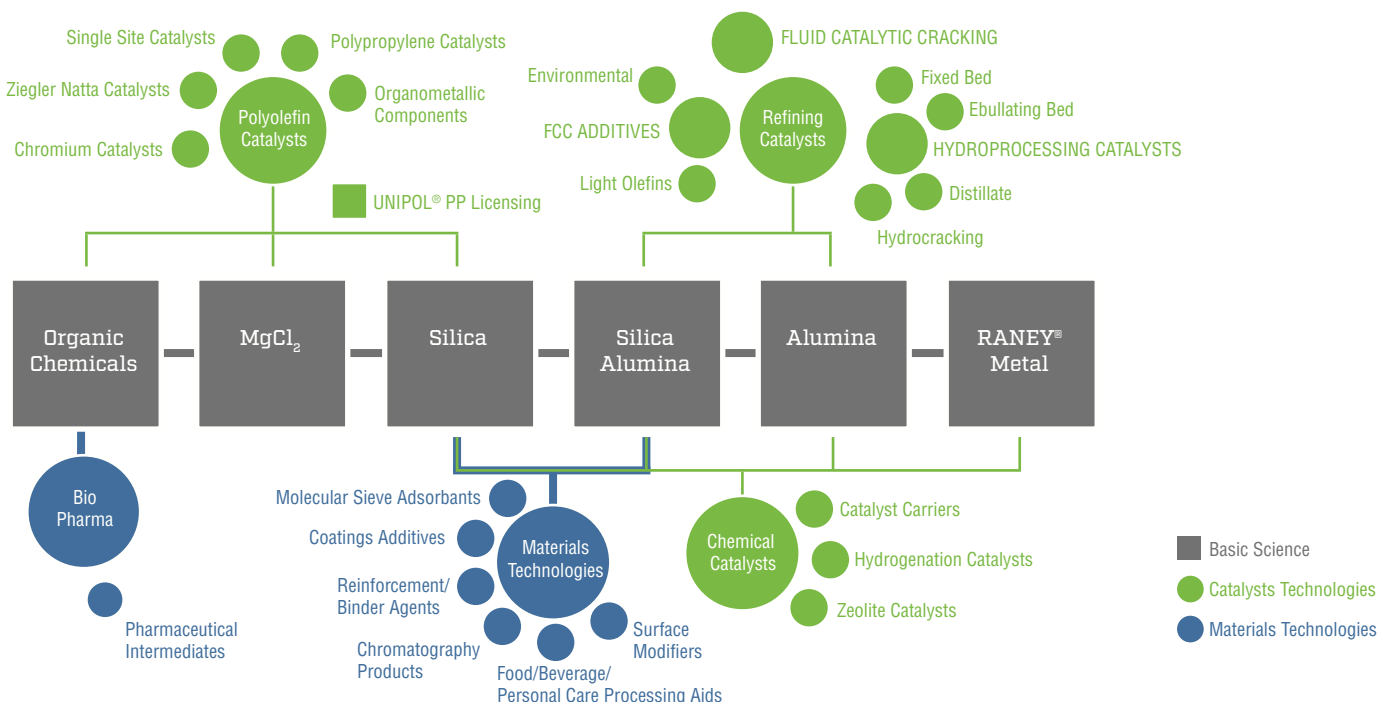 Single Site Catalysts
Polypropylene Catalysts
Ziegler Natta Catalysts
Organometallic
Components
Chromium Catalysts
Polyolefin
Catalysts
UNIPOL® PP Licensing
FLUID CATALYTIC CRACKING
Environmental
FCC ADDITIVES
Light Olefins
Refining
Catalysts
Fixed Bed
Ebullating Bed
HYDROPROCESSING CATALYSTS
Distillate
Hydrocracking
Organic
Chemicals
MgCl₂
Silica
Silica
Alumina
Alumina
RANEY®
Metal
Bio
Pharma
Pharmaceutical
Intermediates
Molecular Sieve Adsorbants
Coatings Additives
Reinforcement/
Binder Agents
Chromatography
Products
Food/Beverage/
Personal Care Processing Aids
Surface
Modifiers
Materials
Technologies
Chemical
Catalysts
Catalyst Carriers
Hydrogenation Catalysts
Zeolite Catalysts
Basic Science
Catalysts Technologies
Materials Technologies